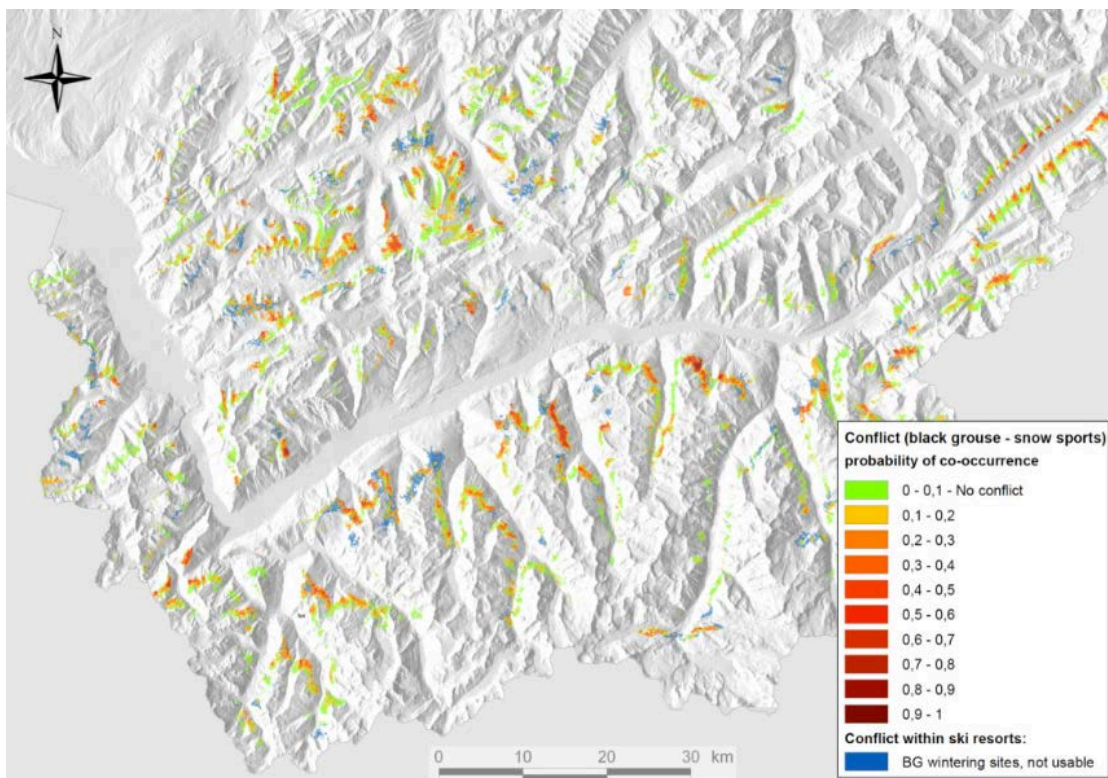 N
Conflict (black grouse - snow sports)
probability of co-occurrence
0 - 0,1 - No conflict
0,1 - 0,2
0,2 - 0,3
0,3 - 0,4
0,4 - 0,5
0,5 - 0,6
0,6 - 0,7
0,7 - 0,8
0,8 - 0,9
0,9 - 1
Conflict within ski resorts:
BG wintering sites, not usable
0 10 20 30 km